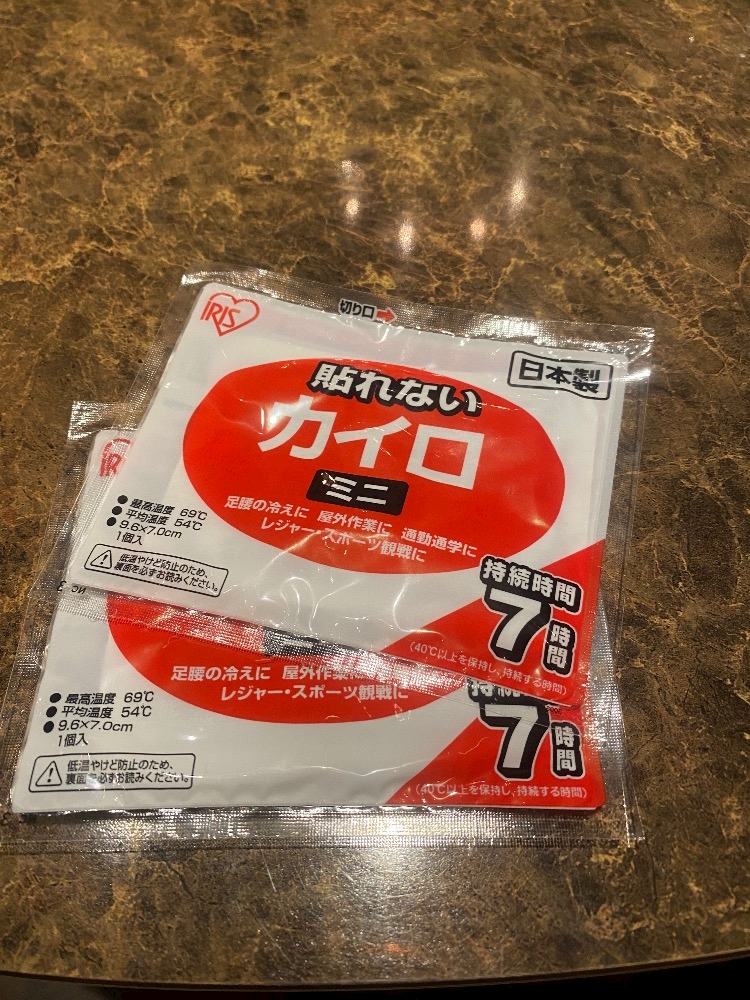 IRIS
切り口
日本製
貼れない
カイロ
ミニ
足腰の冷えに 屋外作業に 通勤通学に
レジャー・スポーツ観戦に
● 最高温度 69℃
● 平均温度 54℃
● 9.6×7.0cm
1個入
低温やけど防止のため、
裏面を必ずお読みください。
持続時間
7時間
(40℃以上を保持し、持続する時間)
足腰の冷えに 屋外作業
レジャー・スポーツ観戦に
● 最高温度 69℃
● 平均温度 54℃
● 9.6×7.0cm
1個入
低温やけど防止のため、
裏面を必ずお読みください。
持続
7時間
(40℃以上を保持し、持続する時間)